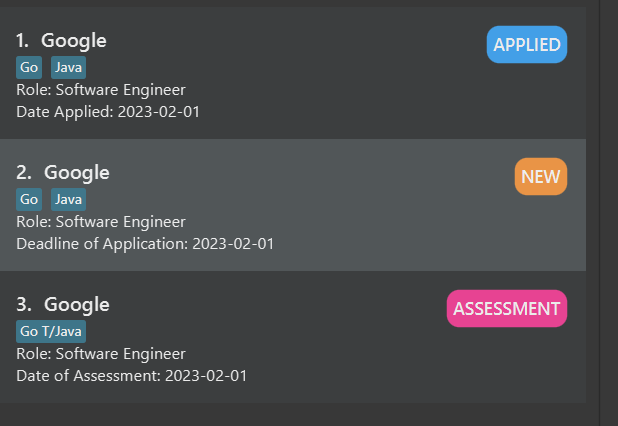 1. Google APPLIED
Go Java
Role: Software Engineer
Date Applied: 2023-02-01
2. Google NEW
Go Java
Role: Software Engineer
Deadline of Application: 2023-02-01
3. Google ASSESSMENT
Go T/Java
Role: Software Engineer
Date of Assessment: 2023-02-01